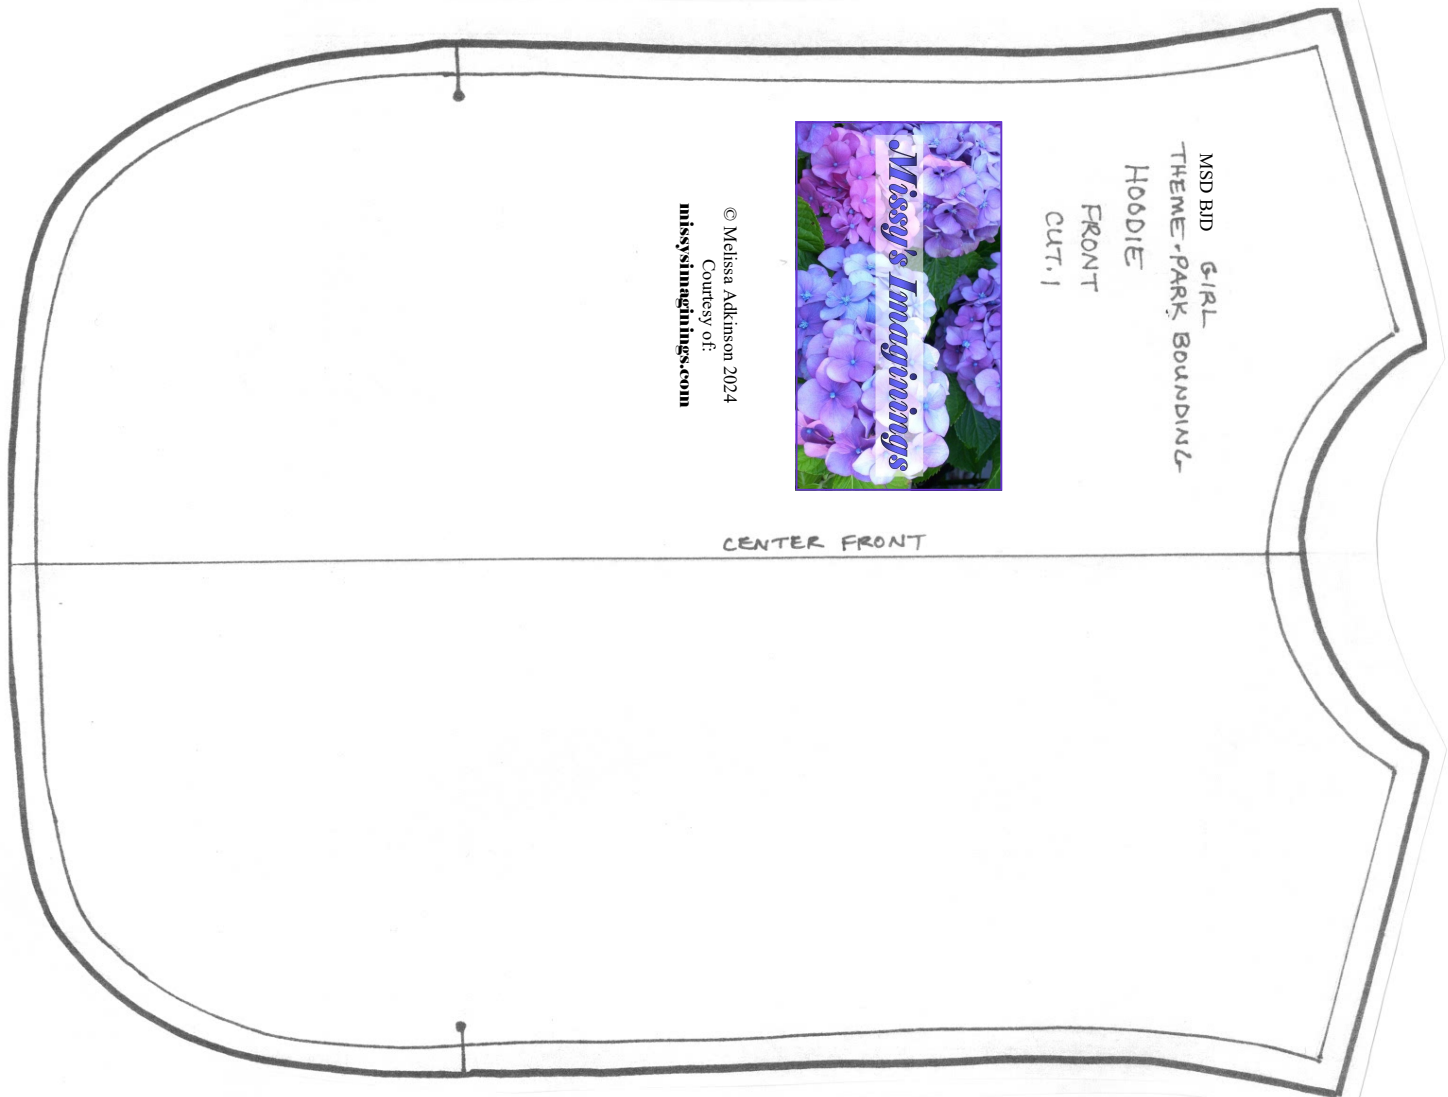 MSD BJD GIRL
THEME-PARK BOUNDING
HOODIE
FRONT
CUT.1
Missy's Imaginings
© Melissa Adkinson 2024
Courtesy of:
missysimaginings.com
CENTER FRONT